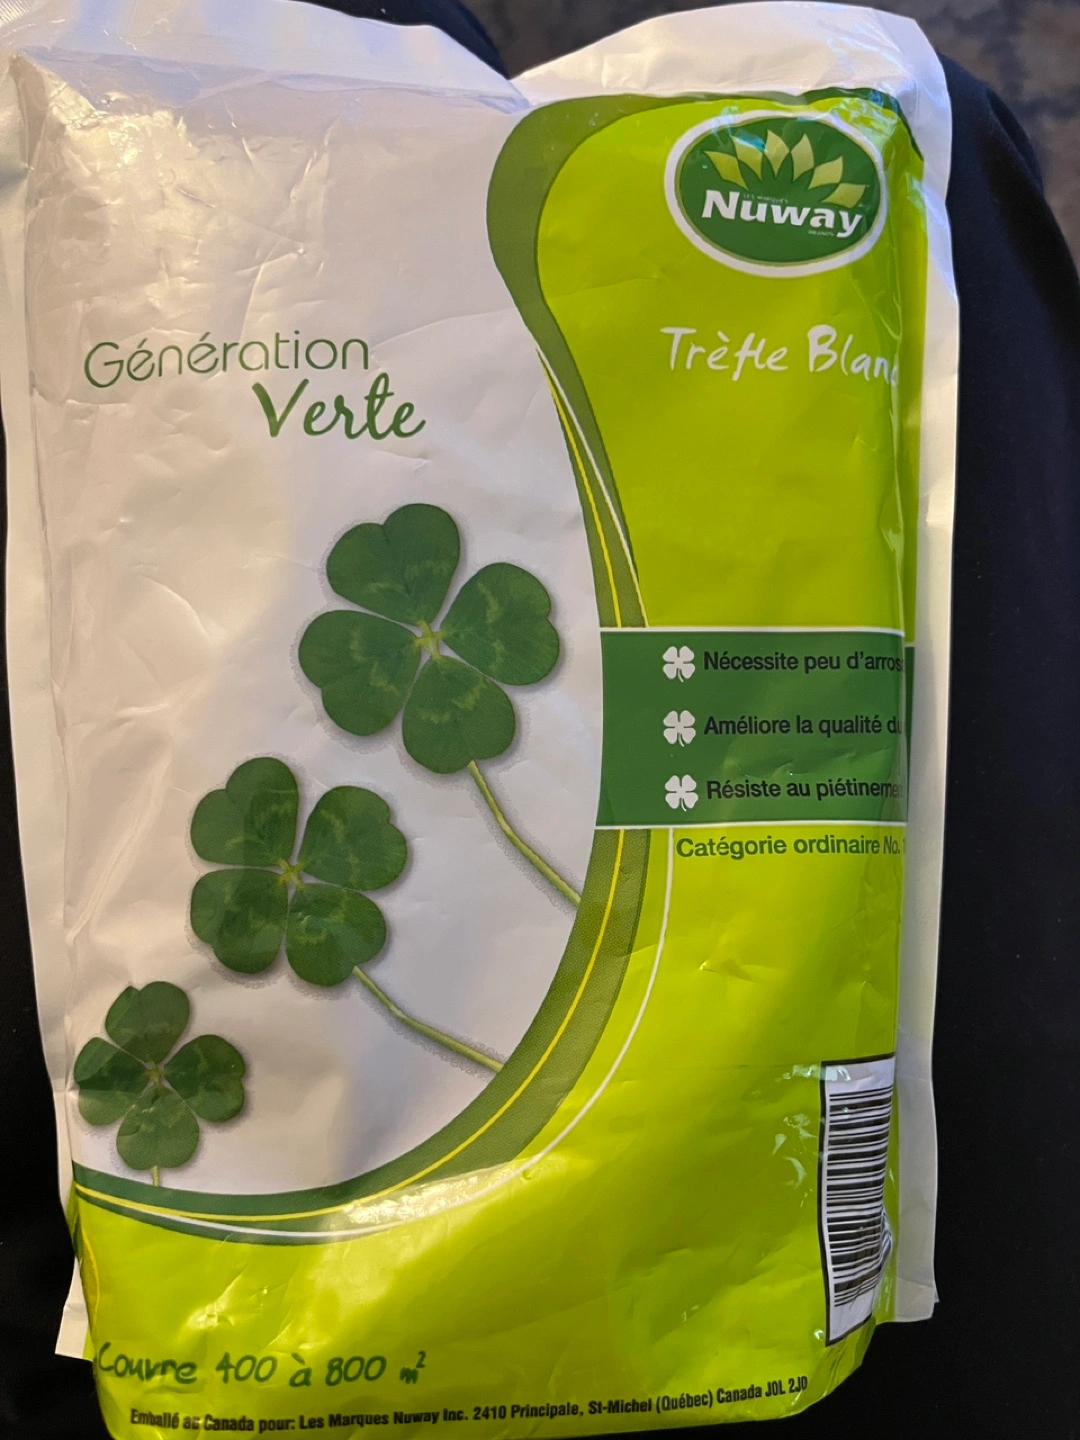 Nuway
Trèfle Blanc
Génération
Verte
Nécessite peu d'arros
Améliore la qualité du
Résiste au piétineme
Catégorie ordinaire No.
Couvre 400 à 800 m²
Emballé au Canada pour: Les Marques Nuway Inc. 2410 Principale, St-Michel (Québec) Canada J0L 2J0